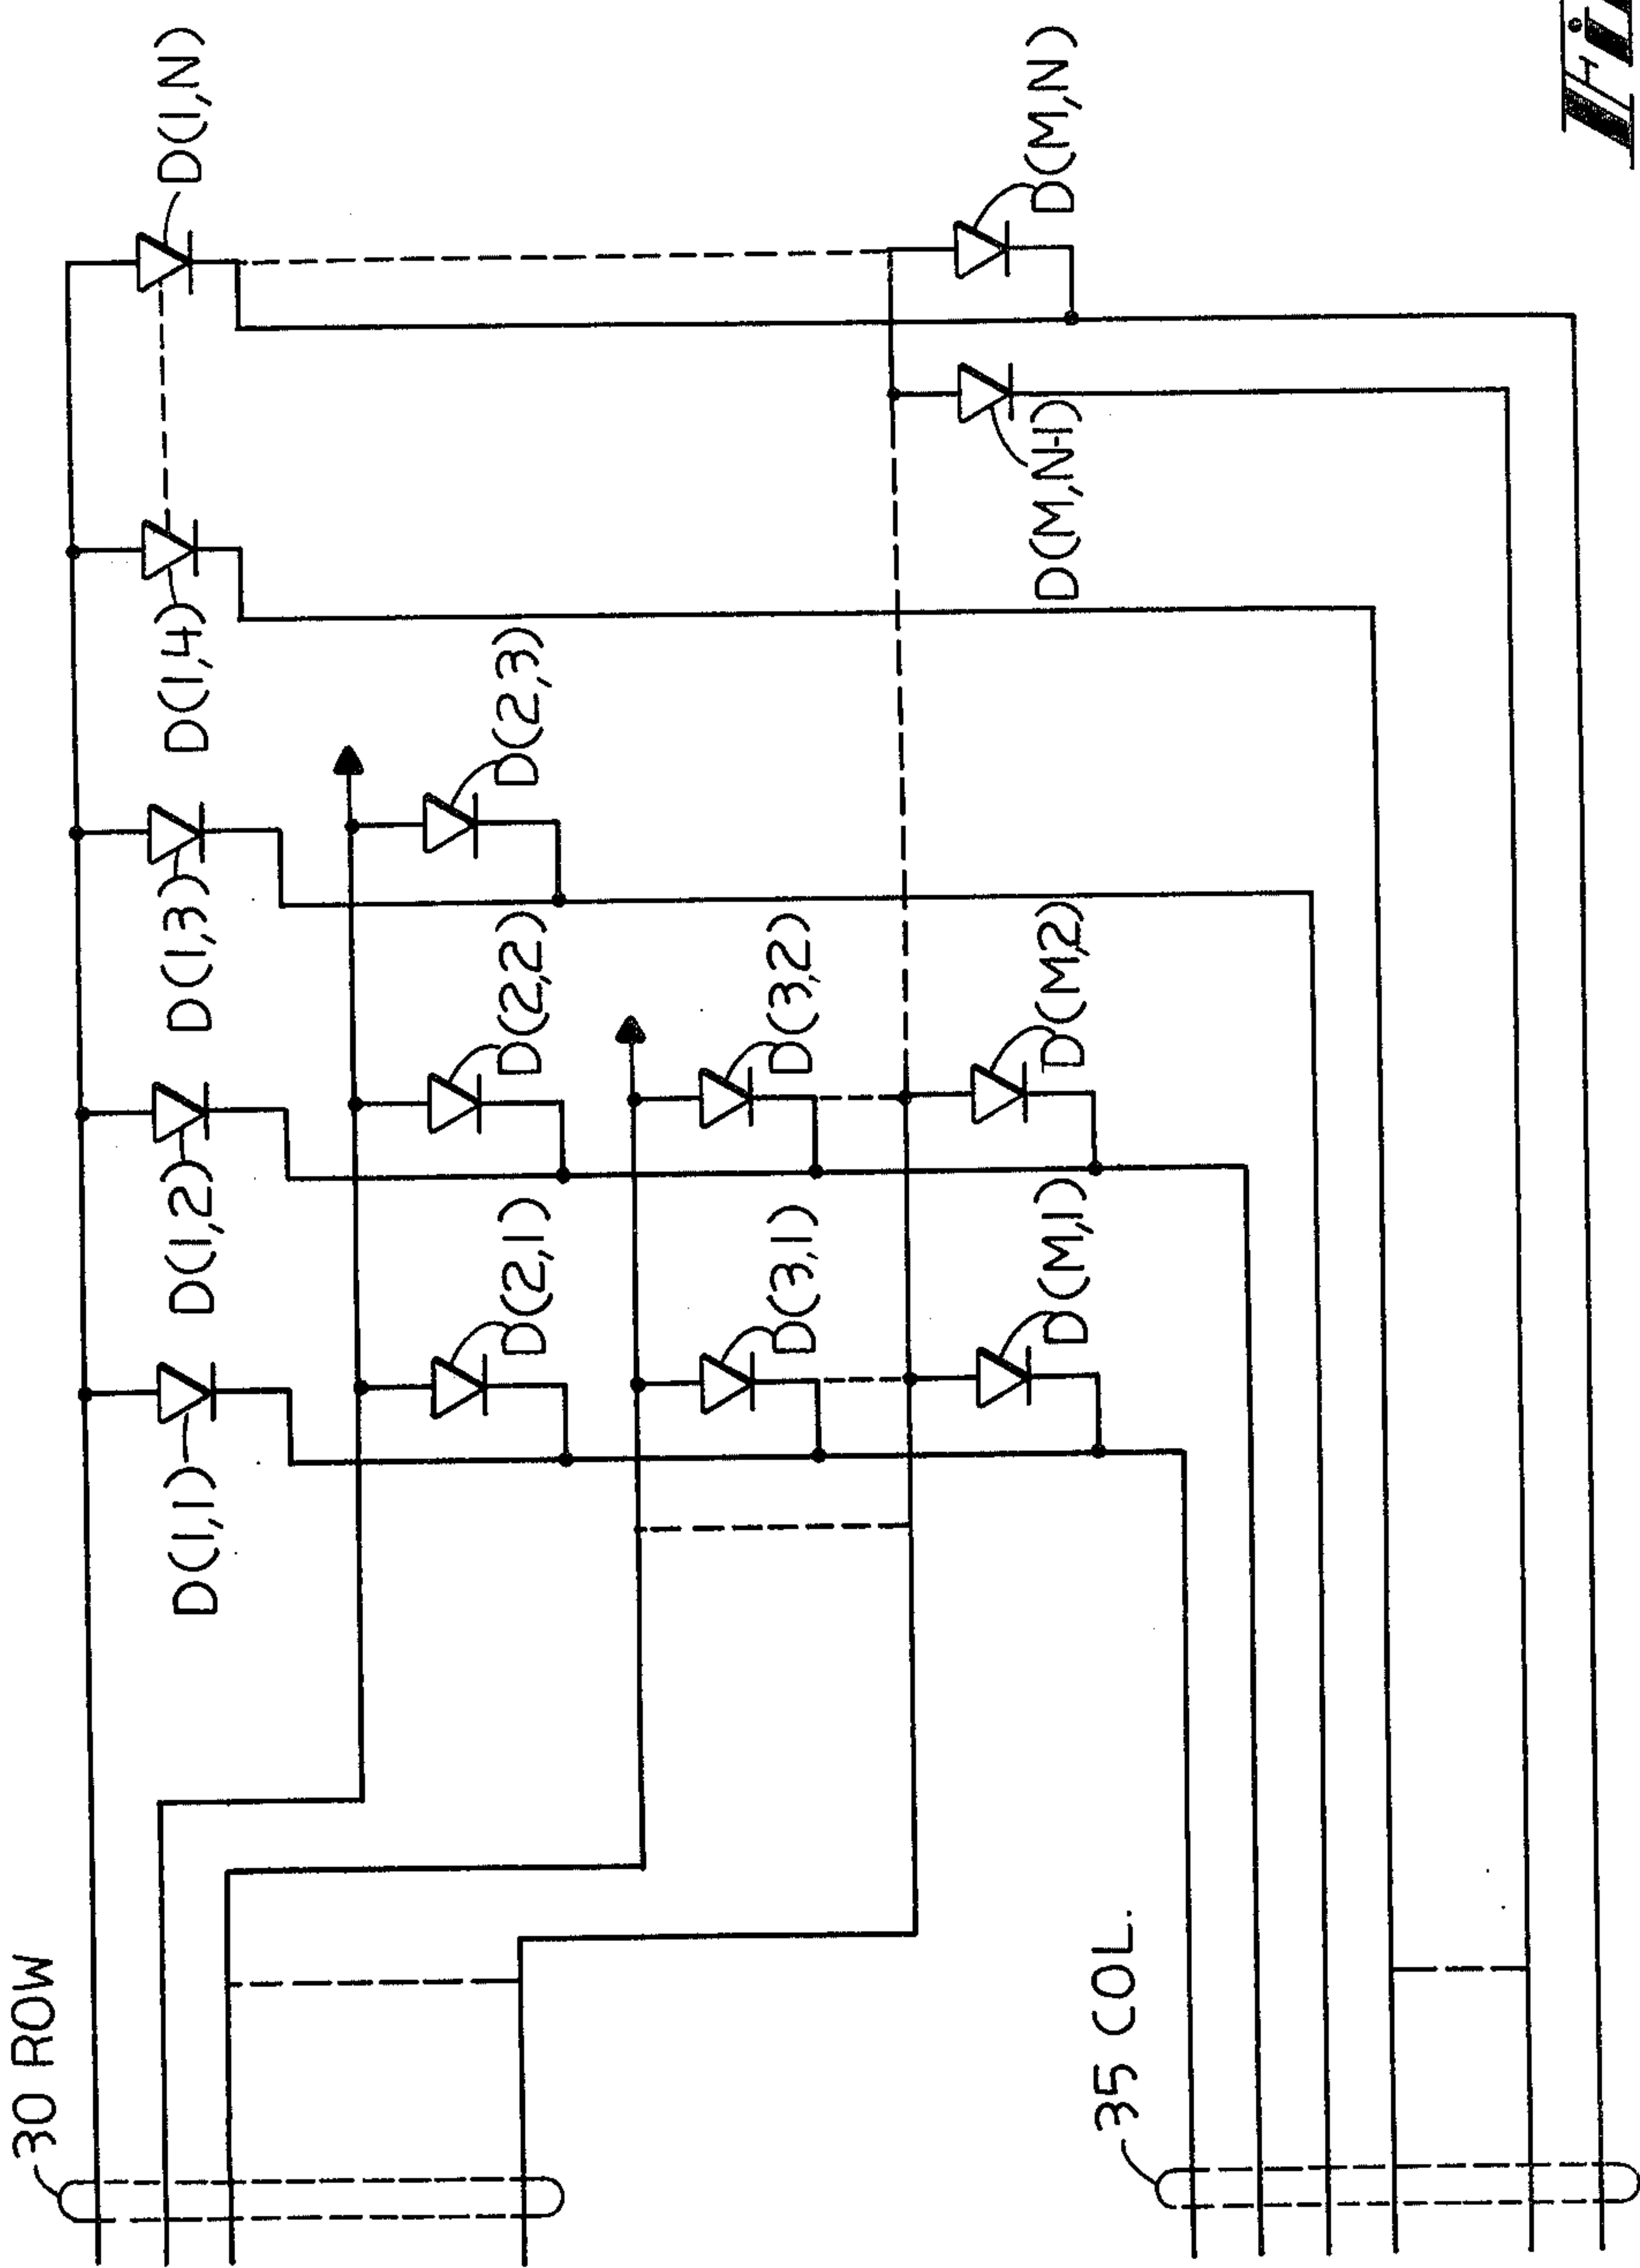 30 ROW
D(1,1)
D(1,2)
D(1,3)
D(1,4)
D(1,N)
D(2,1)
D(2,2)
D(2,3)
D(3,1)
D(3,2)
D(M,1)
D(M,2)
D(M,N-1)
D(M,N)
35 COL.